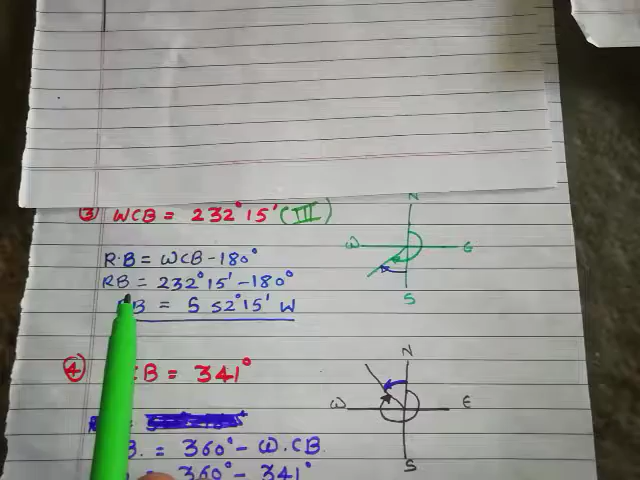 ③ WCB = 232°15' (III)
R.B = WCB - 180°
RB = 232°15' - 180°
B = S 52°15' W
N
W E
S
④ B = 341°
B. = 360° - W.CB.
= 360° - 341°
N
W E
S